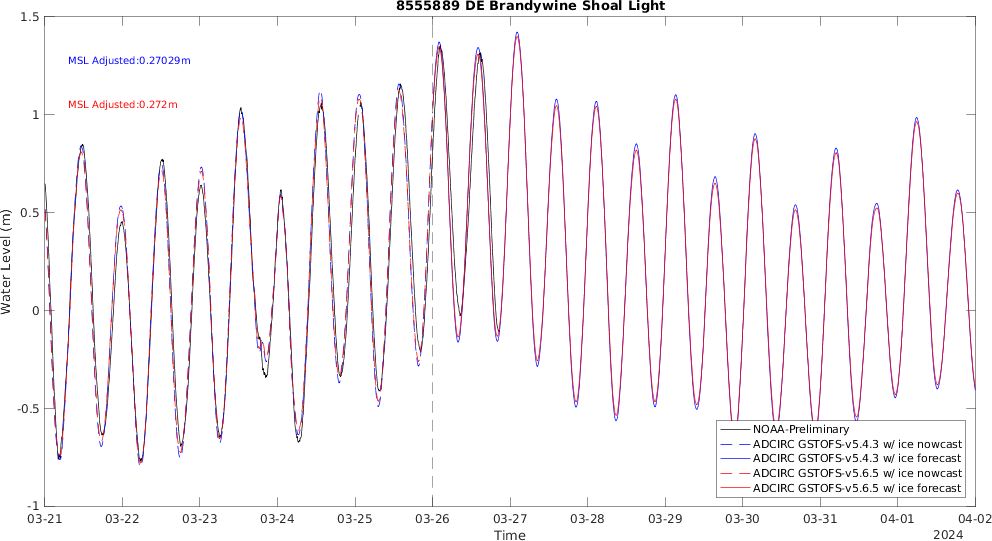 8555889 DE Brandywine Shoal Light
MSL Adjusted:0.27029m
MSL Adjusted:0.272m
Water Level (m)
1.5
1
0.5
0
-0.5
-1
NOAA-Preliminary
ADCIRC GSTOFS-v5.4.3 w/ ice nowcast
ADCIRC GSTOFS-v5.4.3 w/ ice forecast
ADCIRC GSTOFS-v5.6.5 w/ ice nowcast
ADCIRC GSTOFS-v5.6.5 w/ ice forecast
03-21 03-22 03-23 03-24 03-25 03-26 03-27 03-28 03-29 03-30 03-31 04-01 04-02
Time
2024